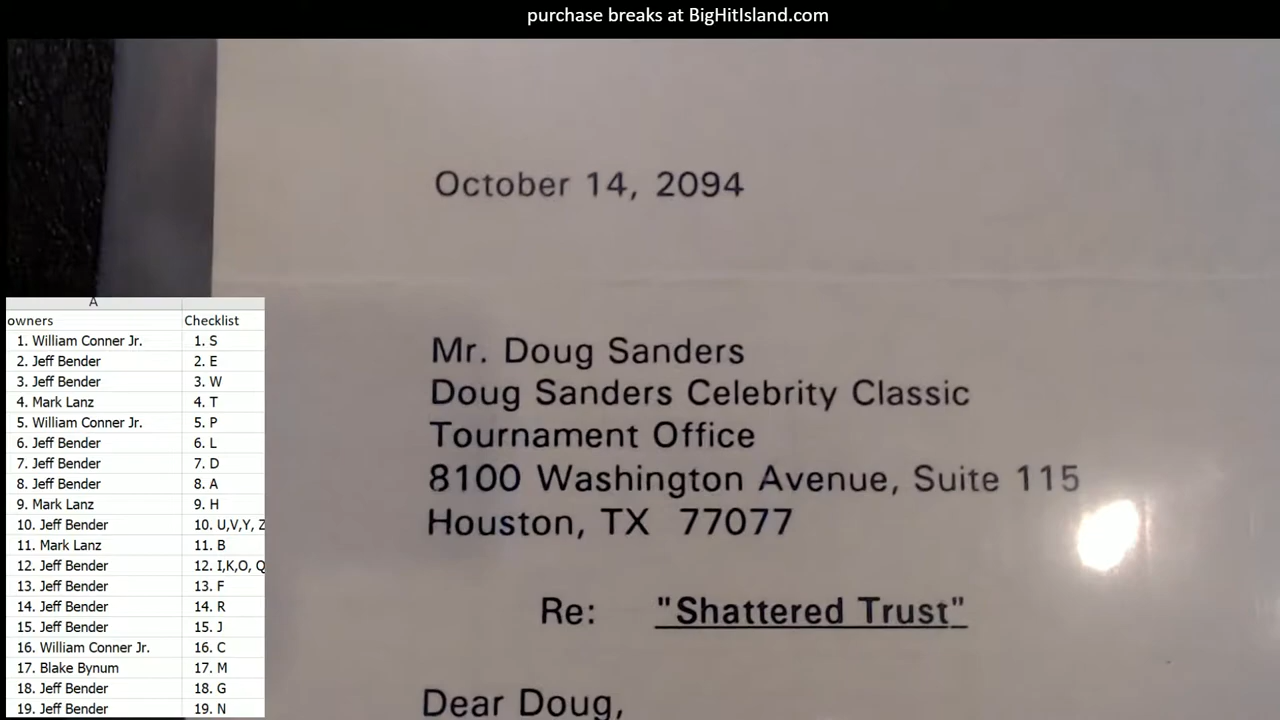 purchase breaks at BigHitIsland.com
October 14, 2094
Mr. Doug Sanders
Doug Sanders Celebrity Classic
Tournament Office
8100 Washington Avenue, Suite 115
Houston, TX 77077
Re: "Shattered Trust"
Dear Doug,
A
owners Checklist
1. William Conner Jr. 1. S
2. Jeff Bender 2. E
3. Jeff Bender 3. W
4. Mark Lanz 4. T
5. William Conner Jr. 5. P
6. Jeff Bender 6. L
7. Jeff Bender 7. D
8. Jeff Bender 8. A
9. Mark Lanz 9. H
10. Jeff Bender 10. U,V,Y, Z
11. Mark Lanz 11. B
12. Jeff Bender 12. I,K,O, Q
13. Jeff Bender 13. F
14. Jeff Bender 14. R
15. Jeff Bender 15. J
16. William Conner Jr. 16. C
17. Blake Bynum 17. M
18. Jeff Bender 18. G
19. Jeff Bender 19. N